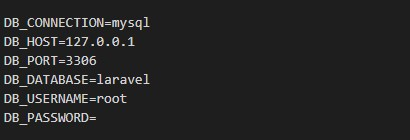 DB_CONNECTION=mysql
DB_HOST=127.0.0.1
DB_PORT=3306
DB_DATABASE=laravel
DB_USERNAME=root
DB_PASSWORD=